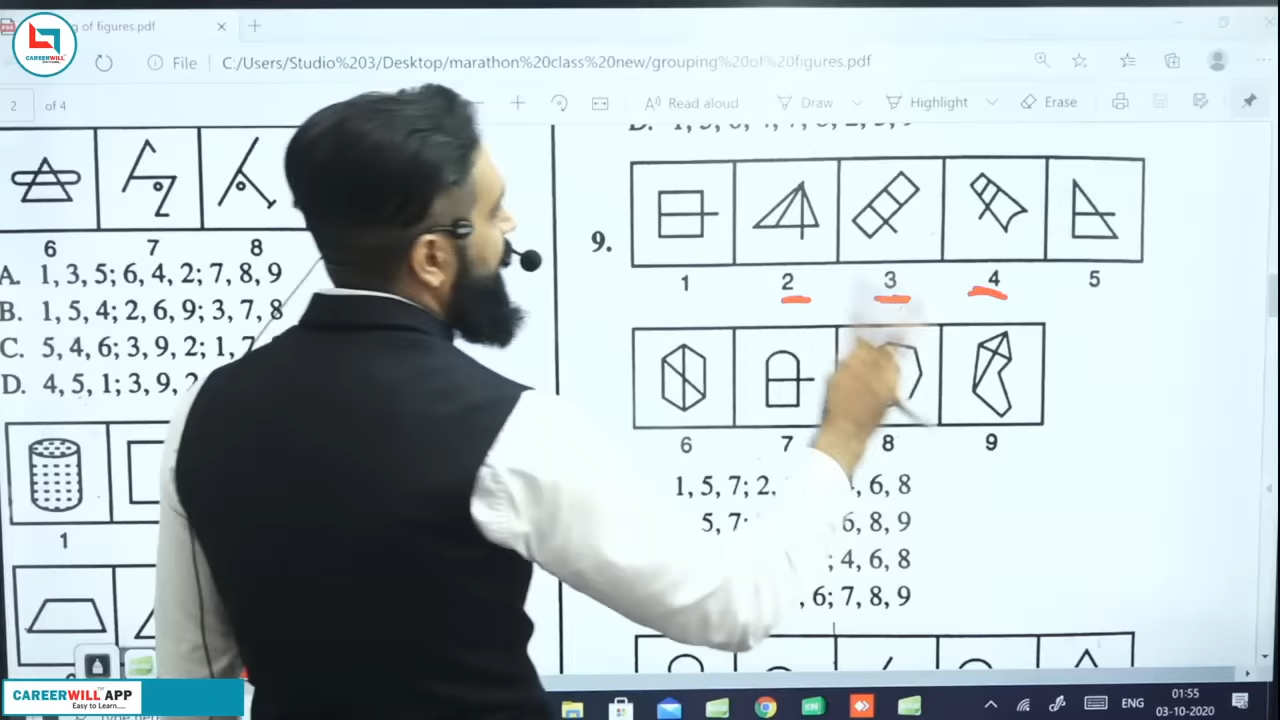 g of figures.pdf
CAREERWILL
File C:/Users/Studio%203/Desktop/marathon%20class%20new/grouping%20of%20figures.pdf
2 of 4
Read aloud
Draw
Highlight
Erase
6 7 8
A. 1, 3, 5; 6, 4, 2; 7, 8, 9
B. 1, 5, 4; 2, 6, 9; 3, 7, 8
C. 5, 4, 6; 3, 9, 2; 1, 7
D. 4, 5, 1; 3, 9, 2
1
9.
1 2 3 4 5
6 7 8 9
1, 5, 7; 2, , 6, 8
5, 7; 6, 8, 9
; 4, 6, 8
, 6; 7, 8, 9
CAREERWILL APP
Easy to Learn.....
ENG
01:55
03-10-2020